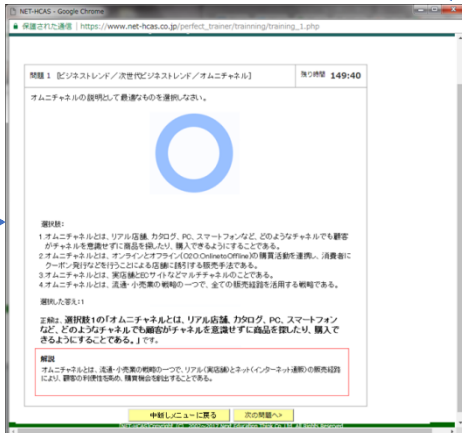 NET-HCAS - Google Chrome
保護された通信 | https://www.net-hcas.co.jp/perfect_trainer/trainning/training_1.php
問題 1 [ビジネストレンド／次世代ビジネストレンド／オムニチャネル]
残り時間 149:40
オムニチャネルの説明として最適なものを選択しなさい。
選択肢：
1.オムニチャネルとは、リアル店舗、カタログ、PC、スマートフォンなど、どのようなチャネルでも顧客
がチャネルを意識せずに商品を探したり、購入できるようにすることである。
2.オムニチャネルとは、オンラインとオフライン(O2O:OnlinetoOffline)の購買活動を連携し、消費者に
クーポン発行などを行うことによる店舗に誘引する販売手法である。
3.オムニチャネルとは、実店舗とECサイトなどマルチチャネルのことである。
4.オムニチャネルとは、流通・小売業の戦略の一つで、全ての販売経路を活用する戦略である。
選択した答え:1
正解は、選択肢1の「オムニチャネルとは、リアル店舗、カタログ、PC、スマートフォン
など、どのようなチャネルでも顧客がチャネルを意識せずに商品を探したり、購入で
きるようにすることである。」です。
解説
オムニチャネルとは、流通・小売業の戦略の一つで、リアル(実店舗)とネット(インターネット通販)の販売経路
により、顧客の利便性を高め、購買機会を創出することである。
中断しメニューに戻る
次の問題へ>
NET-HCAS Copyright (C) 2002-2017 Next Education Think Co.,Ltd. All Rights Reserved